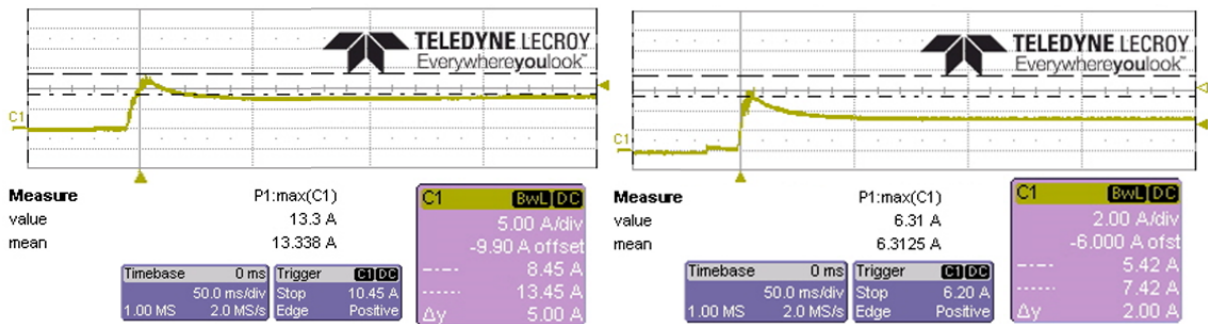 TELEDYNE LECROY
Everywhereyoulook™
C1
Measure P1:max(C1)
value 13.3 A
mean 13.338 A
C1 BwL DC
5.00 A/div
-9.90 A offset
8.45 A
13.45 A
Δy 5.00 A
Timebase 0 ms
50.0 ms/div
1.00 MS 2.0 MS/s
Trigger C1 DC
Stop 10.45 A
Edge Positive
TELEDYNE LECROY
Everywhereyoulook™
C1
Measure P1:max(C1)
value 6.31 A
mean 6.3125 A
C1 BwL DC
2.00 A/div
-6.000 A ofst
5.42 A
7.42 A
Δy 2.00 A
Timebase 0 ms
50.0 ms/div
1.00 MS 2.0 MS/s
Trigger C1 DC
Stop 6.20 A
Edge Positive